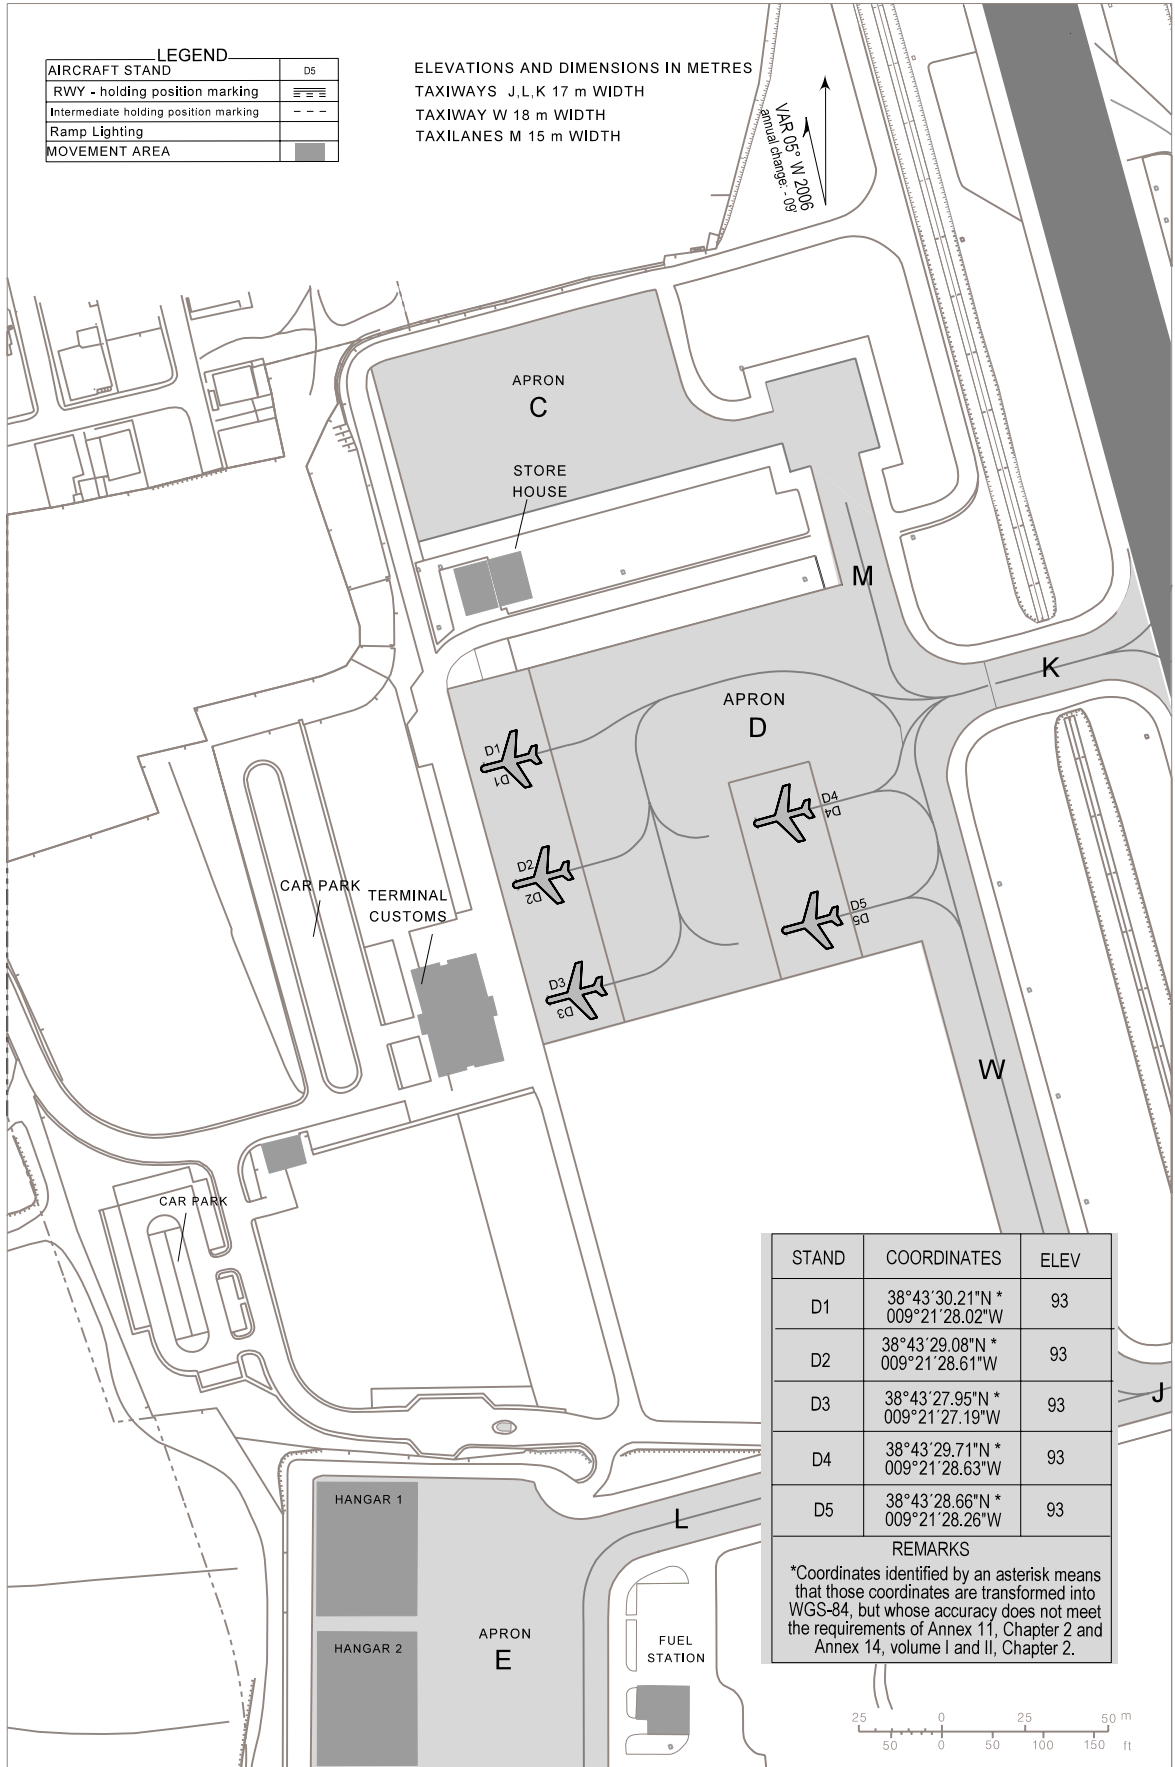 LEGEND
AIRCRAFT STAND D5
RWY - holding position marking
Intermediate holding position marking
Ramp Lighting
MOVEMENT AREA
ELEVATIONS AND DIMENSIONS IN METRES
TAXIWAYS J,L,K 17 m WIDTH
TAXIWAY W 18 m WIDTH
TAXILANES M 15 m WIDTH
VAR 05° W 2006
annual change: - 09'
APRON
C
STORE
HOUSE
M
K
APRON
D
D1
D1
D4
D4
D2
D2
CAR PARK
TERMINAL
CUSTOMS
D5
D5
D3
D3
W
CAR PARK
STAND COORDINATES ELEV
D1 38°43´30.21"N * 93
009°21´28.02"W
D2 38°43´29.08"N * 93
009°21´28.61"W
D3 38°43´27.95"N * 93
009°21´27.19"W
D4 38°43´29.71"N * 93
009°21´28.63"W
D5 38°43´28.66"N * 93
009°21´28.26"W
REMARKS
*Coordinates identified by an asterisk means
that those coordinates are transformed into
WGS-84, but whose accuracy does not meet
the requirements of Annex 11, Chapter 2 and
Annex 14, volume I and II, Chapter 2.
J
HANGAR 1
L
HANGAR 2
APRON
E
FUEL
STATION
25 0 25 50 m
50 0 50 100 150 ft